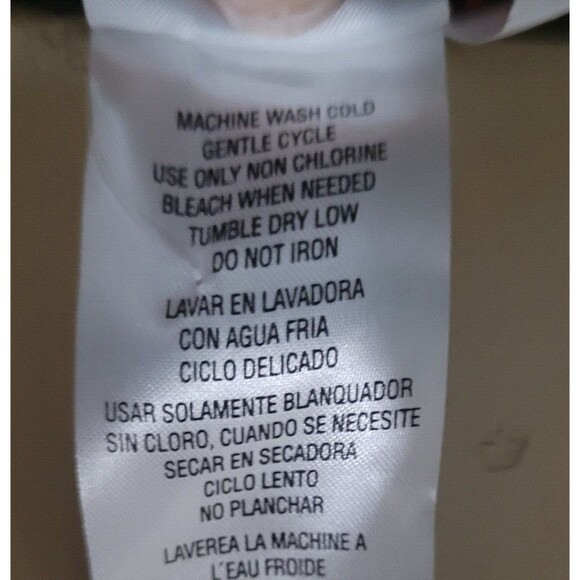 MACHINE WASH COLD
GENTLE CYCLE
USE ONLY NON CHLORINE
BLEACH WHEN NEEDED
TUMBLE DRY LOW
DO NOT IRON
LAVAR EN LAVADORA
CON AGUA FRIA
CICLO DELICADO
USAR SOLAMENTE BLANQUADOR
SIN CLORO, CUANDO SE NECESITE
SECAR EN SECADORA
CICLO LENTO
NO PLANCHAR
LAVEREA LA MACHINE A
L'EAU FROIDE